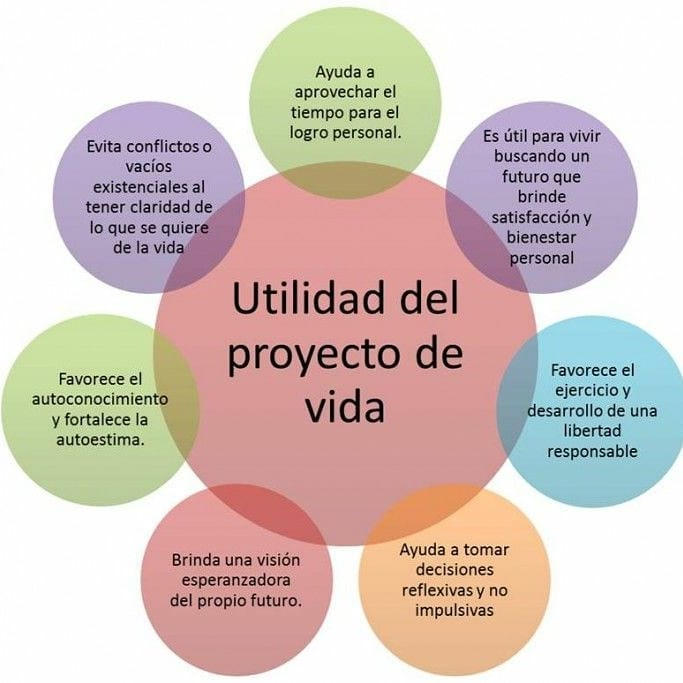 Utilidad del
proyecto de
vida
Ayuda a
aprovechar el
tiempo para el
logro personal.
Es útil para vivir
buscando un
futuro que
brinde
satisfacción y
bienestar
personal
Favorece el
ejercicio y
desarrollo de una
libertad
responsable
Ayuda a tomar
decisiones
reflexivas y no
impulsivas
Brinda una visión
esperanzadora
del propio futuro.
Favorece el
autoconocimiento
y fortalece la
autoestima.
Evita conflictos o
vacíos
existenciales al
tener claridad de
lo que se quiere
de la vida